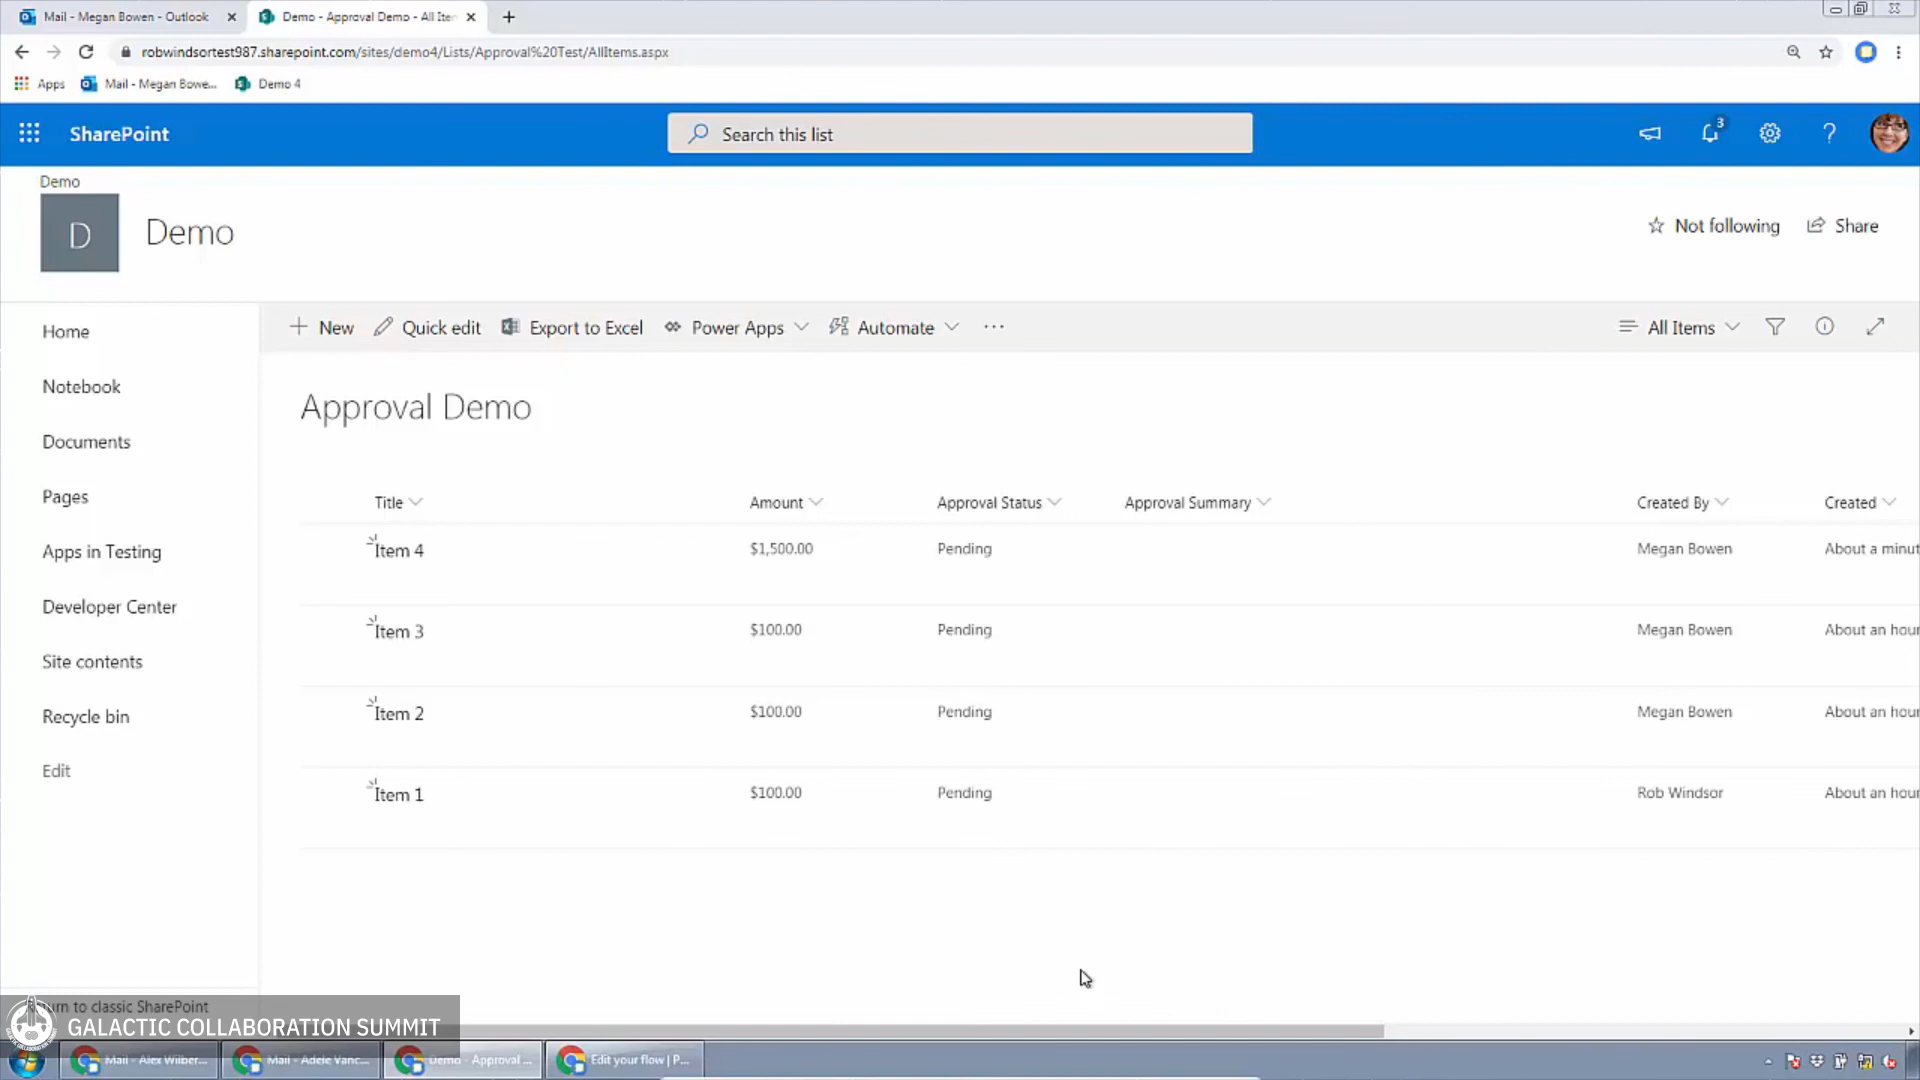 Mail - Megan Bowen - Outlook
Demo - Approval Demo - All Iter
robwindsortest987.sharepoint.com/sites/demo4/Lists/Approval%20Test/AllItems.aspx
Apps
Mail - Megan Bowe...
Demo 4
SharePoint
Search this list
3
Demo
D
Demo
Not following
Share
Home
Notebook
Documents
Pages
Apps in Testing
Developer Center
Site contents
Recycle bin
Edit
New
Quick edit
Export to Excel
Power Apps
Automate
All Items
Approval Demo
Title Amount Approval Status Approval Summary Created By Created
Item 4 $1,500.00 Pending Megan Bowen About a minut
Item 3 $100.00 Pending Megan Bowen About an hour
Item 2 $100.00 Pending Megan Bowen About an hour
Item 1 $100.00 Pending Rob Windsor About an hour
to classic SharePoint
GALACTIC COLLABORATION SUMMIT
Mail - Alex Wilber...
Mail - Adele Vanc...
Demo - Approval ...
Edit your flow | P...